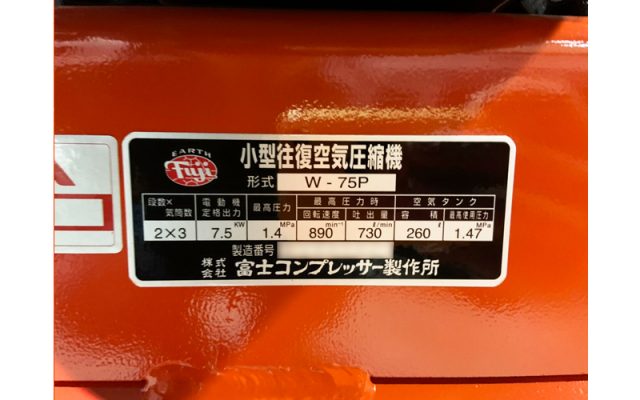 EARTH
Fuji
小型往復空気圧縮機
形式 W-75P
段数× 気筒数 電動機 定格出力 最高圧力 最高圧力時 空気タンク
回転速度 吐出量 容積 最高使用圧力
2×3 7.5 KW 1.4 MPa 890 min⁻¹ 730 ℓ/min 260 ℓ 1.47 MPa
製造番号
株式会社 富士コンプレッサー製作所